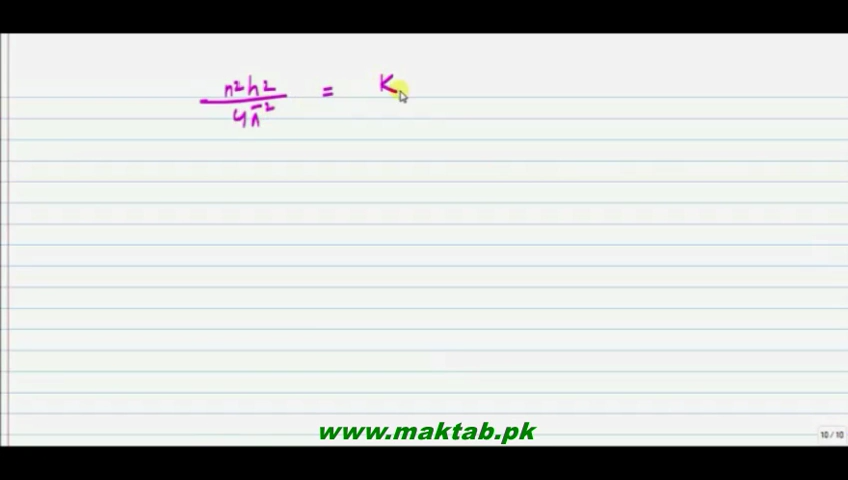 n²h² / 4π² = K
www.maktab.pk
10/10